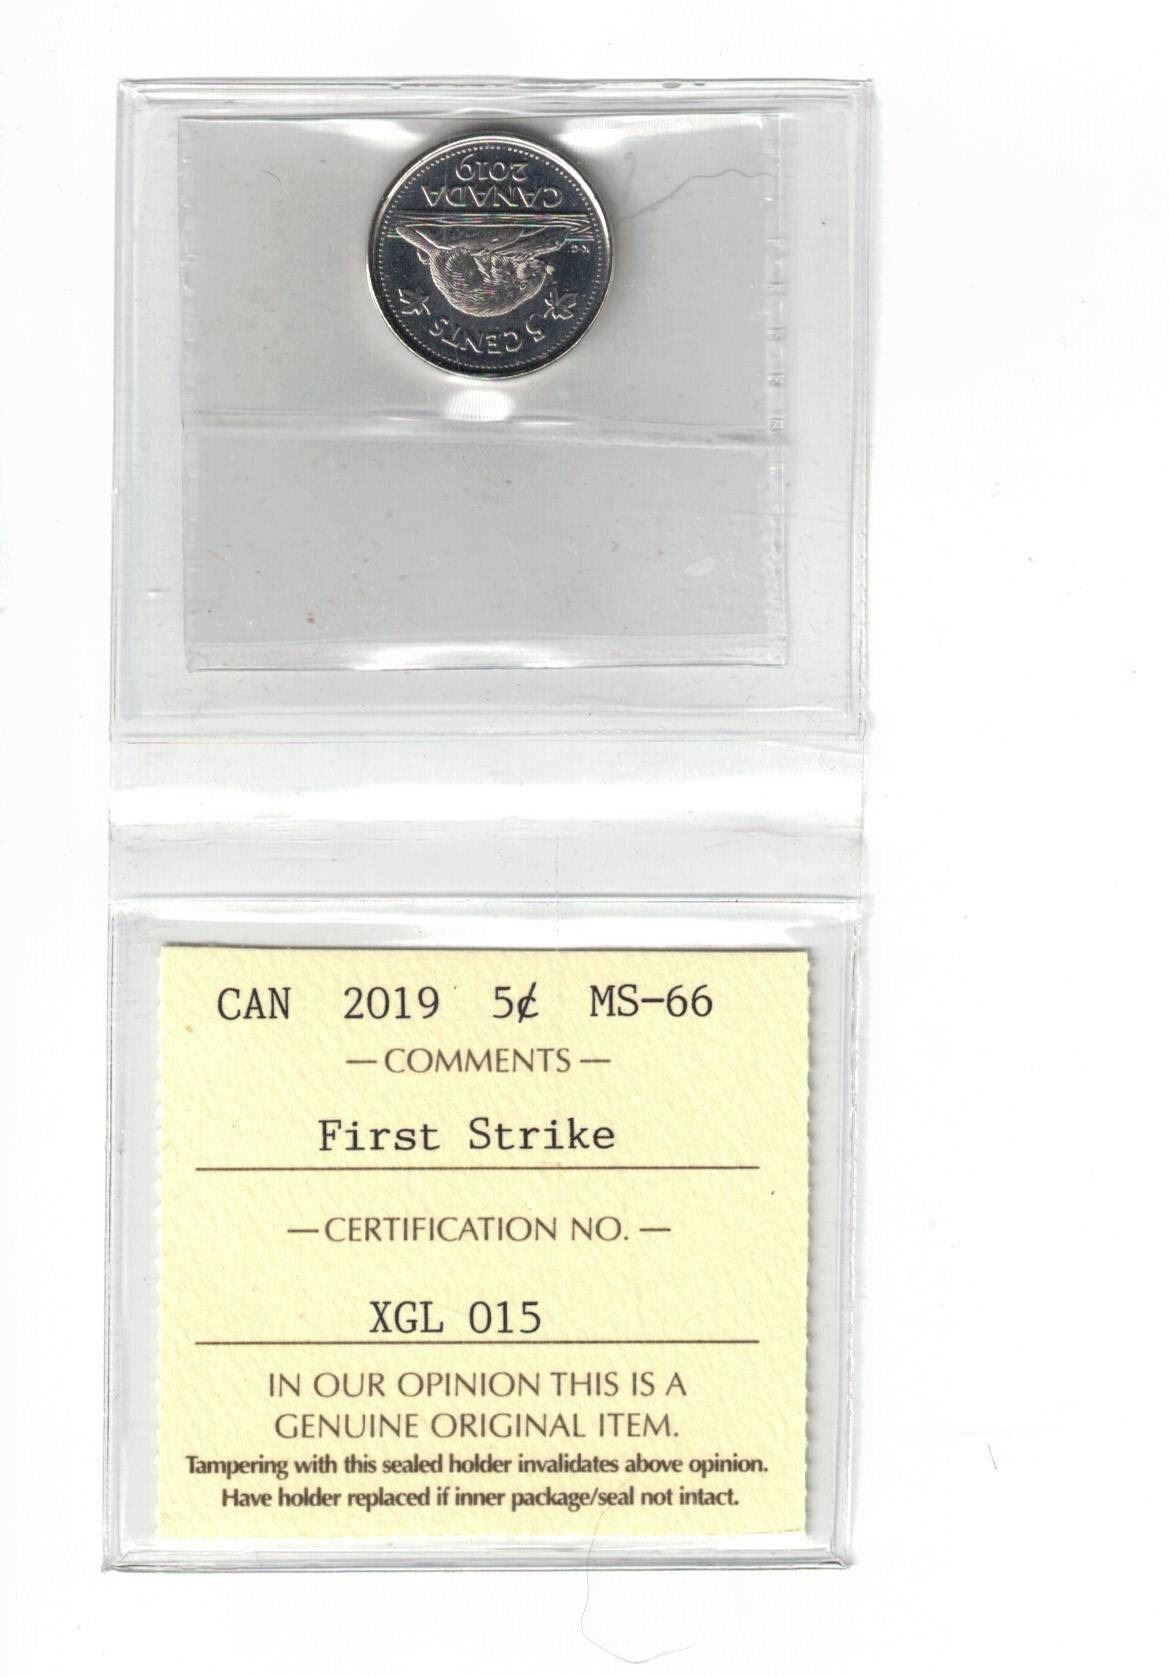 5 CENTS
K·G
CANADA
2019
CAN 2019 5¢ MS-66
— COMMENTS —
First Strike
— CERTIFICATION NO. —
XGL 015
IN OUR OPINION THIS IS A
GENUINE ORIGINAL ITEM.
Tampering with this sealed holder invalidates above opinion.
Have holder replaced if inner package/seal not intact.